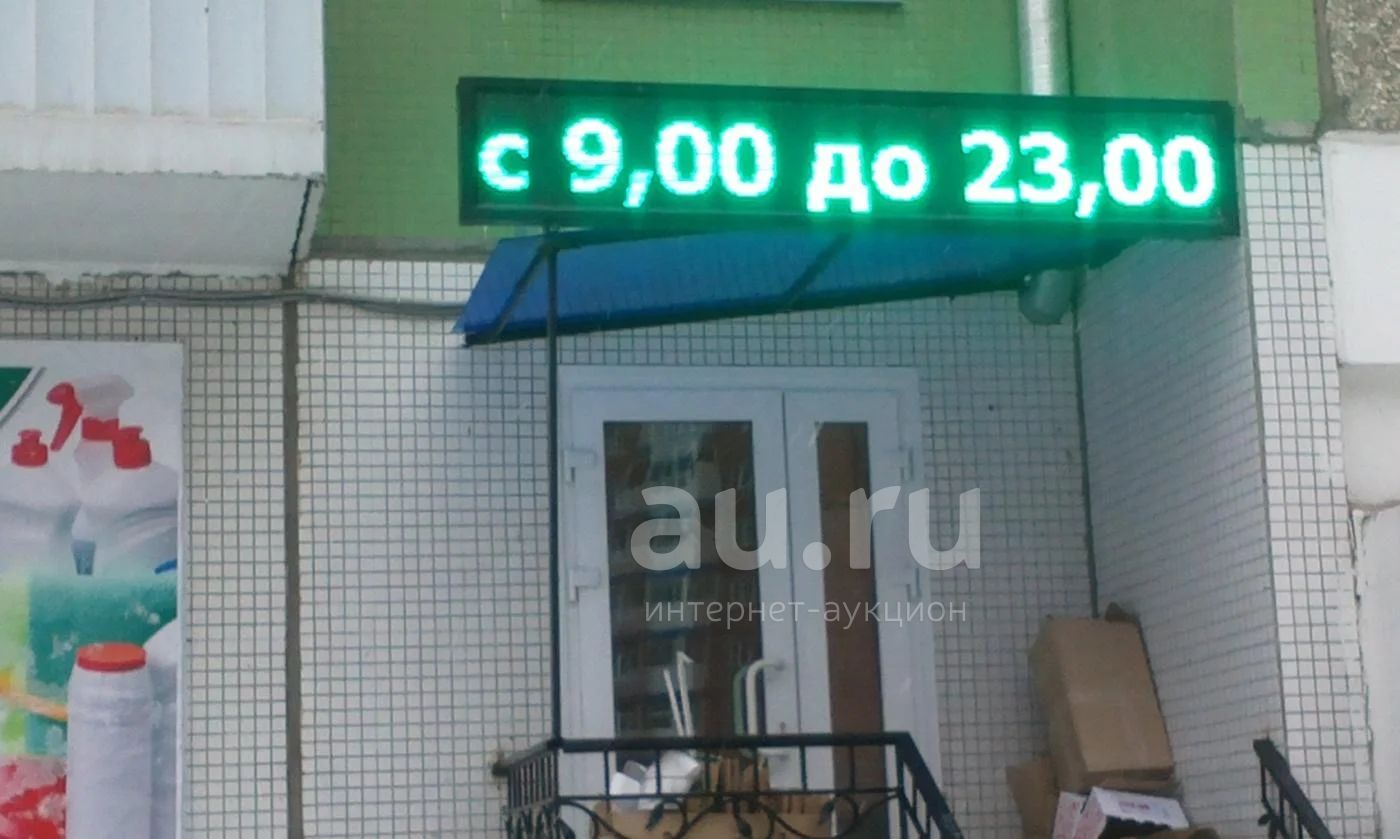 с 9,00 до 23,00
au.ru
интернет-аукцион